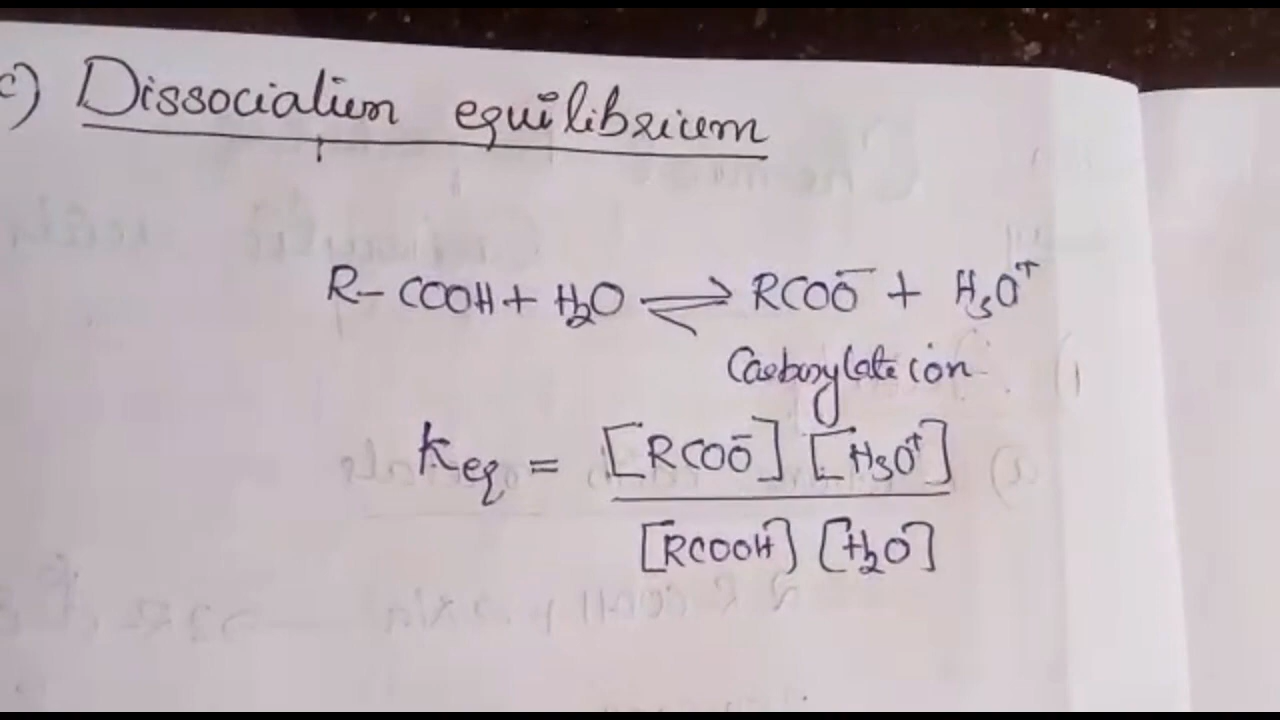 c) Dissociation equilibrium
R- COOH + H₂O ⇌ RCOO⁻ + H₃O⁺
Carboxylate ion
Keq = [RCOO⁻] [H₃O⁺]
[RCOOH] [H₂O]